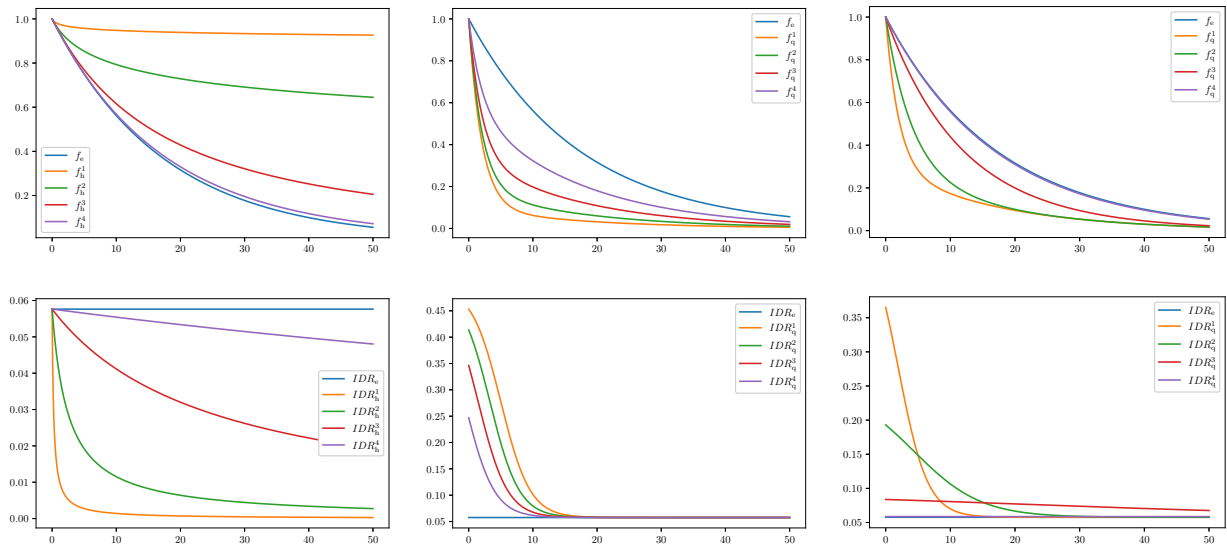 1.0
0.8
0.6
0.4
0.2
0 10 20 30 40 50
f_e
f_h^1
f_h^2
f_h^3
f_h^4
1.0
0.8
0.6
0.4
0.2
0.0
0 10 20 30 40 50
f_e
f_q^1
f_q^2
f_q^3
f_q^4
1.0
0.8
0.6
0.4
0.2
0.0
0 10 20 30 40 50
f_e
f_q^1
f_q^2
f_q^3
f_q^4
0.06
0.05
0.04
0.03
0.02
0.01
0.00
0 10 20 30 40 50
IDR_e
IDR_h^1
IDR_h^2
IDR_h^3
IDR_h^4
0.45
0.40
0.35
0.30
0.25
0.20
0.15
0.10
0.05
0 10 20 30 40 50
IDR_e
IDR_q^1
IDR_q^2
IDR_q^3
IDR_q^4
0.35
0.30
0.25
0.20
0.15
0.10
0.05
0 10 20 30 40 50
IDR_e
IDR_q^1
IDR_q^2
IDR_q^3
IDR_q^4